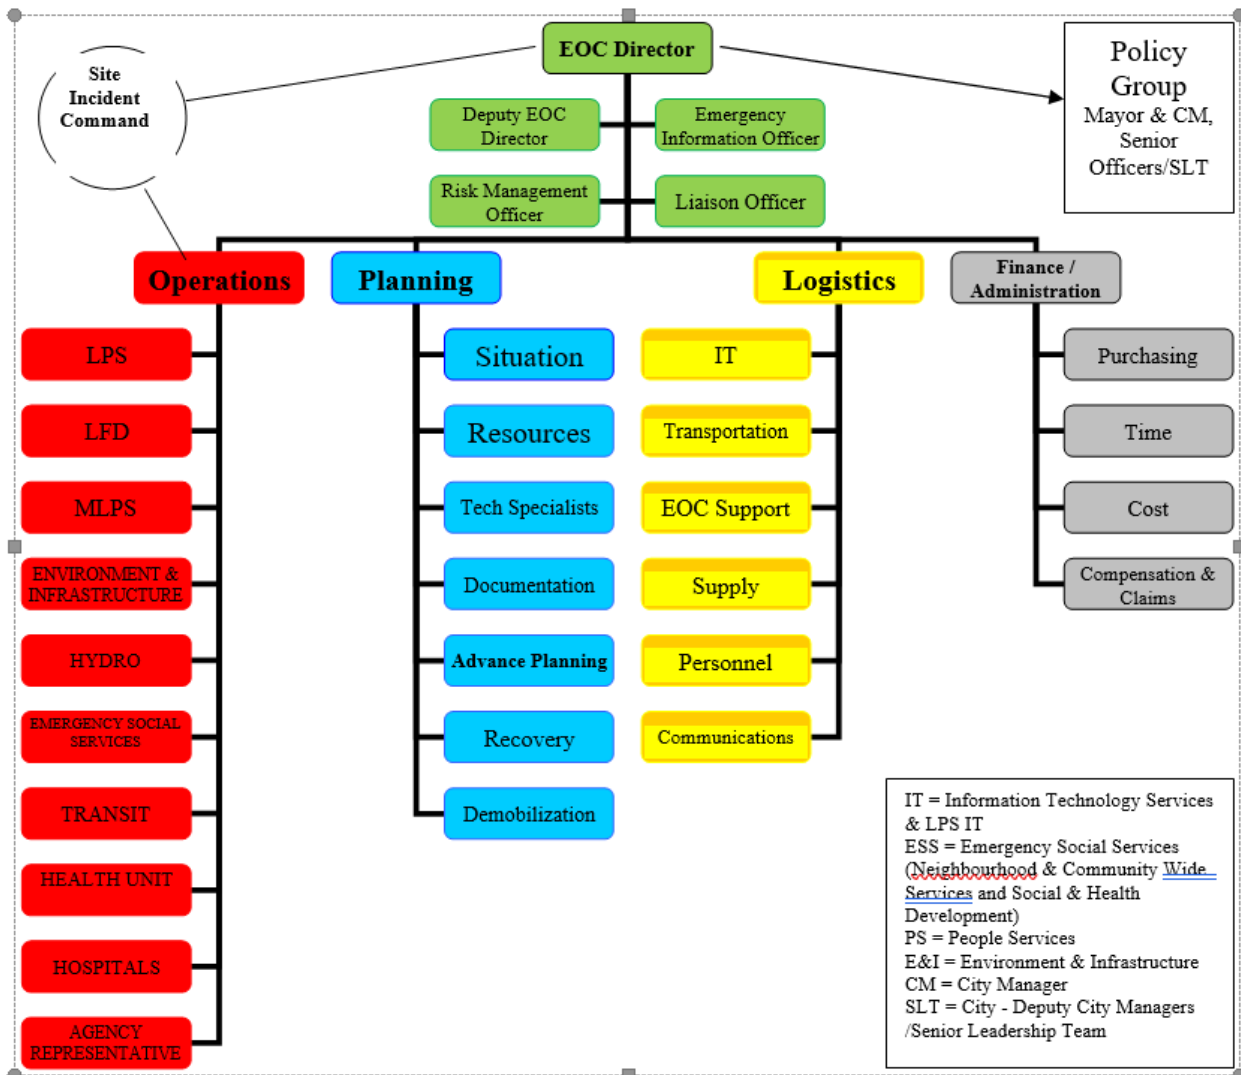 EOC Director
Site
Incident
Command
Policy
Group
Mayor & CM,
Senior
Officers/SLT
Deputy EOC
Director
Emergency
Information Officer
Risk Management
Officer
Liaison Officer
Operations
Planning
Logistics
Finance /
Administration
LPS
LFD
MLPS
ENVIRONMENT &
INFRASTRUCTURE
HYDRO
EMERGENCY SOCIAL
SERVICES
TRANSIT
HEALTH UNIT
HOSPITALS
AGENCY
REPRESENTATIVE
Situation
Resources
Tech Specialists
Documentation
Advance Planning
Recovery
Demobilization
IT
Transportation
EOC Support
Supply
Personnel
Communications
Purchasing
Time
Cost
Compensation &
Claims
IT = Information Technology Services
& LPS IT
ESS = Emergency Social Services
(Neighbourhood & Community Wide
Services and Social & Health
Development)
PS = People Services
E&I = Environment & Infrastructure
CM = City Manager
SLT = City - Deputy City Managers
/Senior Leadership Team